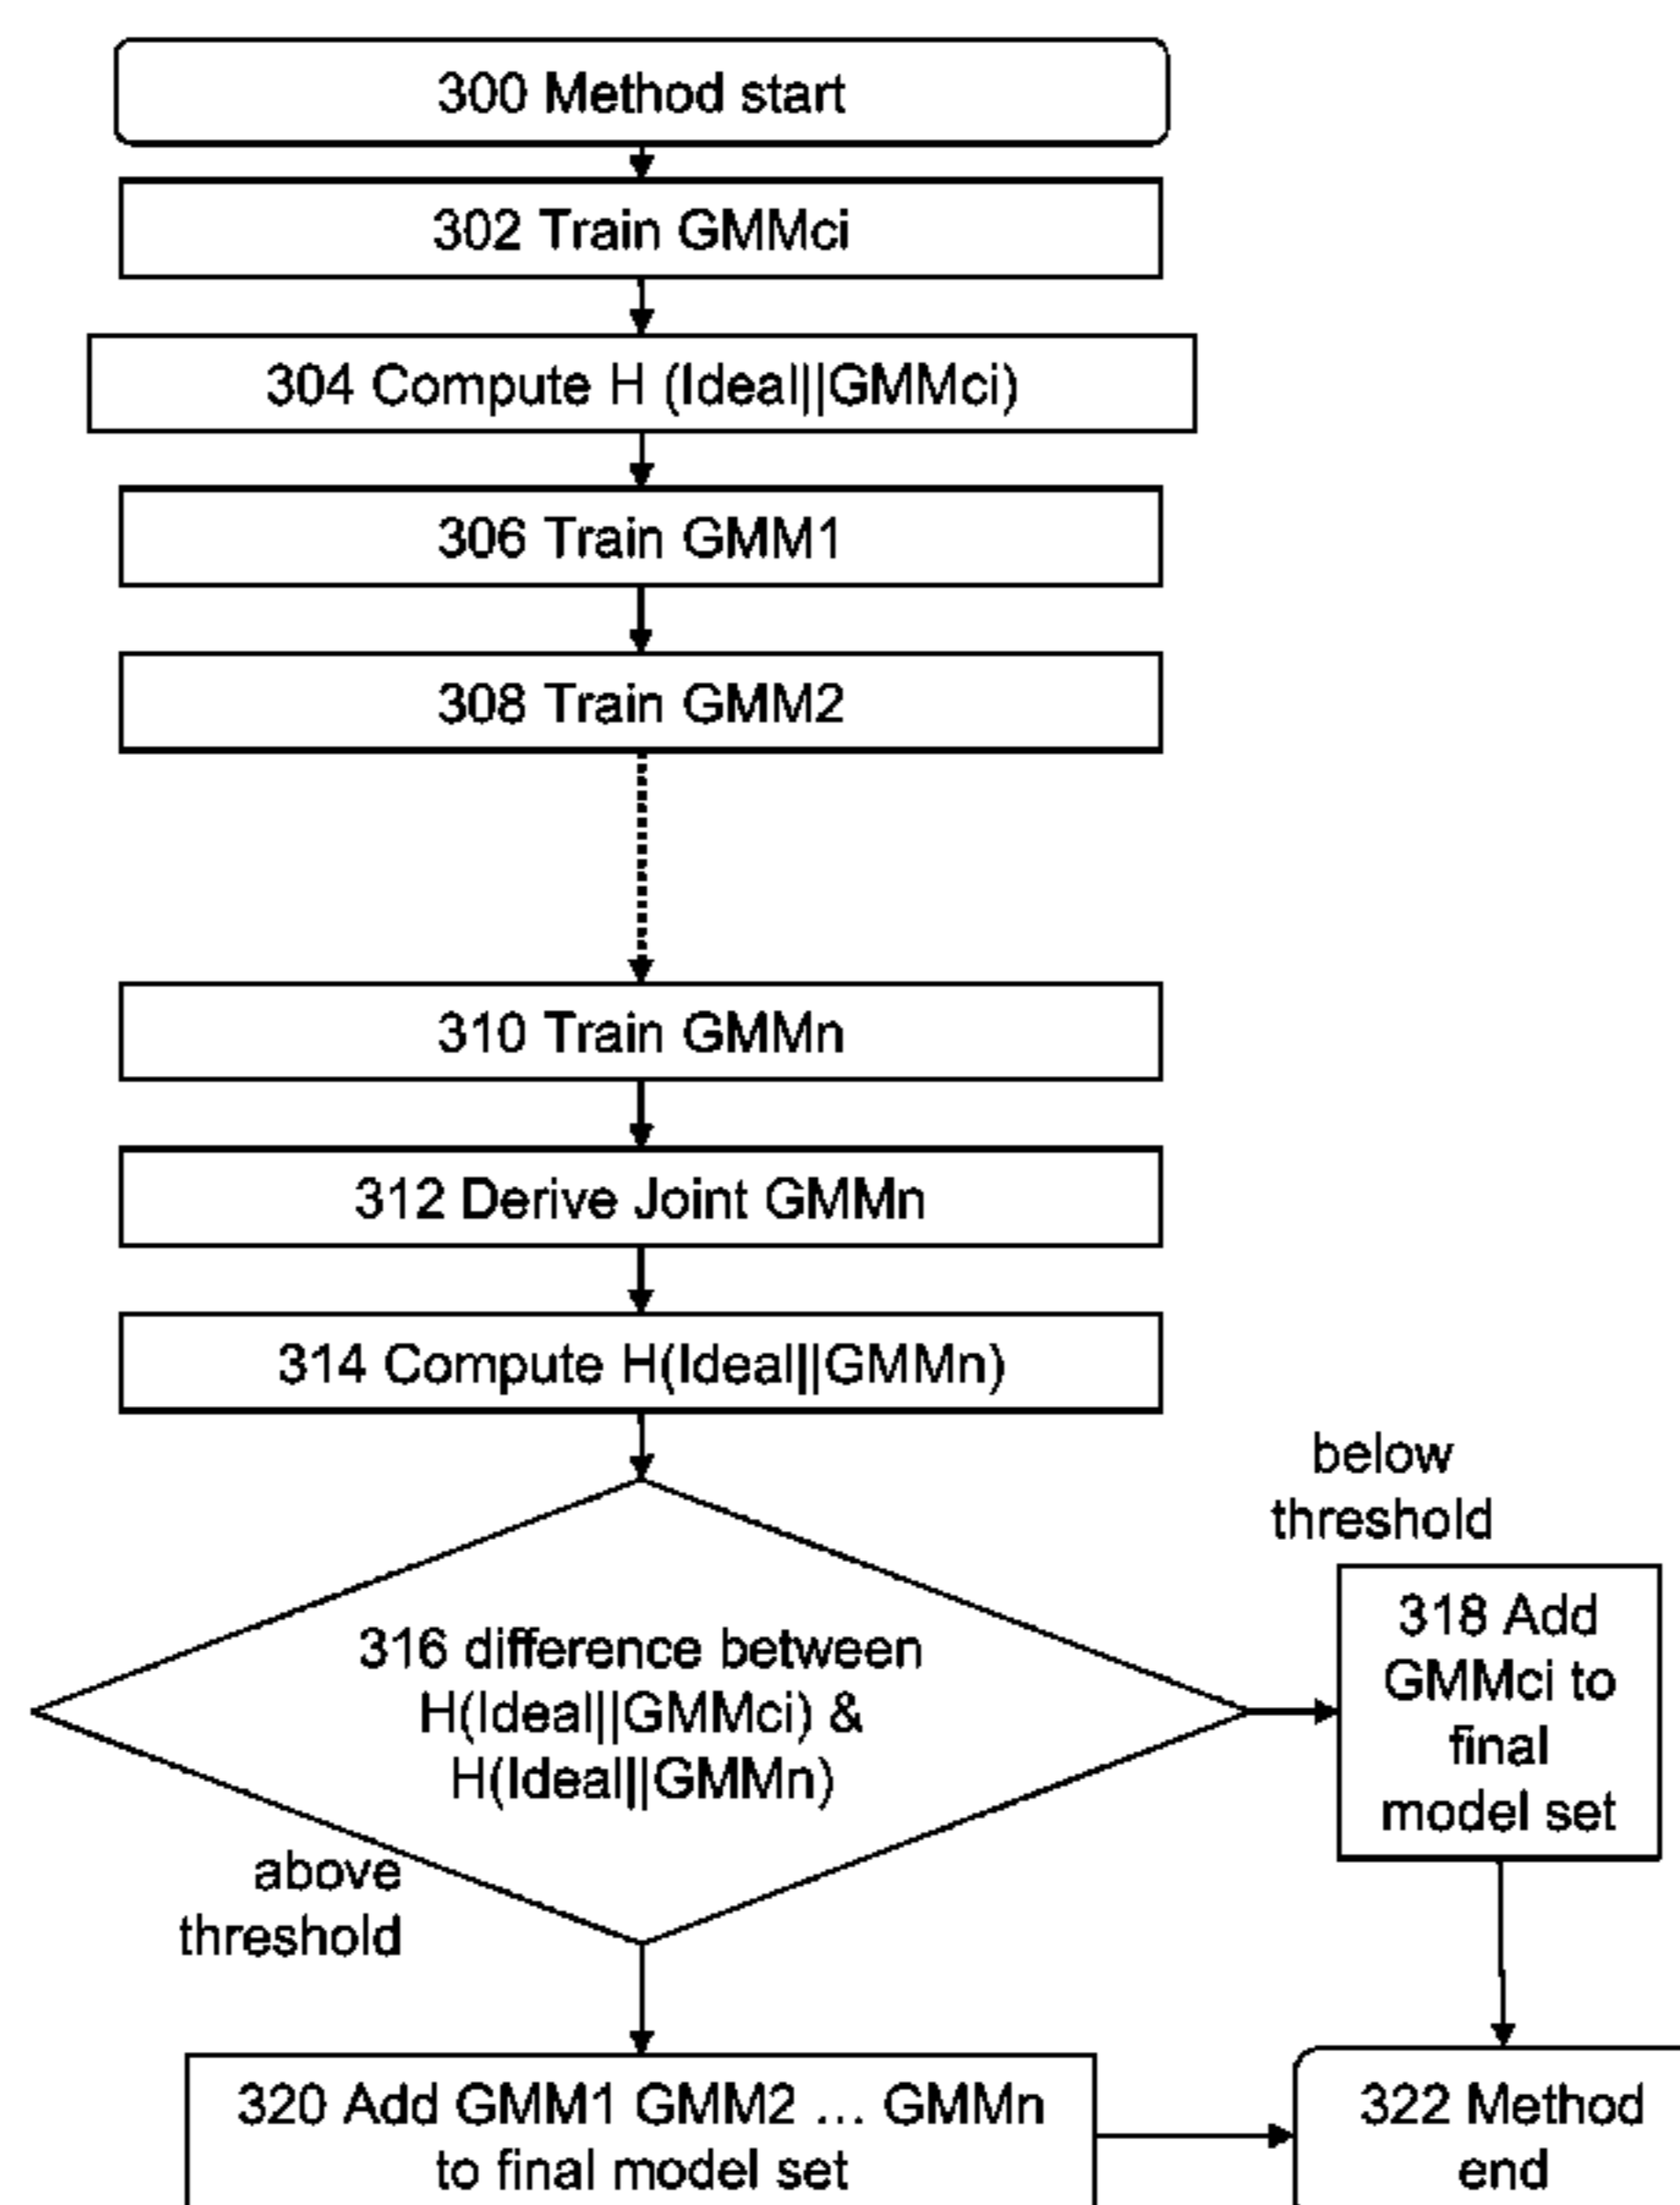 300 Method start
302 Train GMMci
304 Compute H (Ideal||GMMci)
306 Train GMM1
308 Train GMM2
310 Train GMMn
312 Derive Joint GMMn
314 Compute H(Ideal||GMMn)
316 difference between
H(Ideal||GMMci) &
H(Ideal||GMMn)
below
threshold
318 Add
GMMci to
final
model set
above
threshold
320 Add GMM1 GMM2 ... GMMn
to final model set
322 Method
end